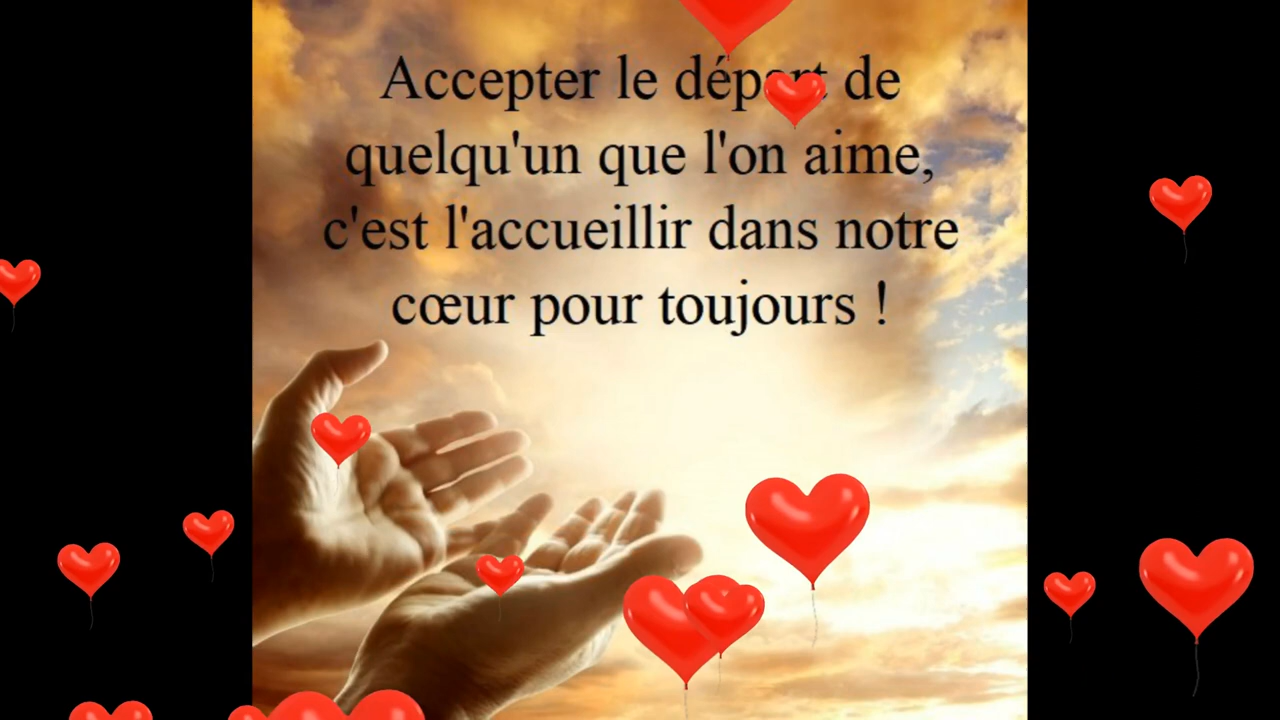 Accepter le départ de
quelqu'un que l'on aime,
c'est l'accueillir dans notre
cœur pour toujours !